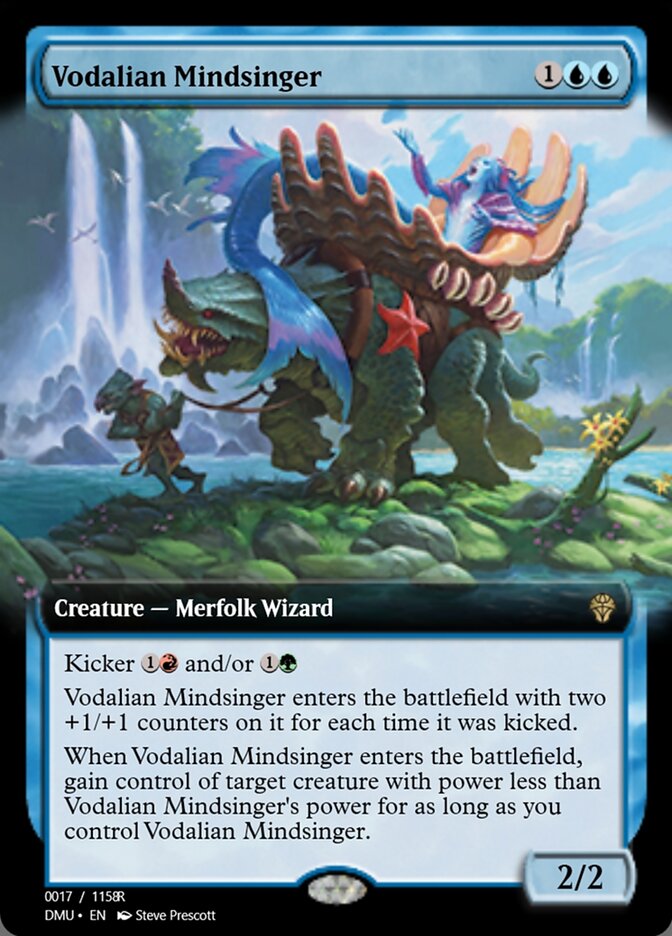 Vodalian Mindsinger 1
Creature — Merfolk Wizard
Kicker 1 and/or 1
Vodalian Mindsinger enters the battlefield with two
+1/+1 counters on it for each time it was kicked.
When Vodalian Mindsinger enters the battlefield,
gain control of target creature with power less than
Vodalian Mindsinger's power for as long as you
control Vodalian Mindsinger.
2/2
0017 / 1158R
DMU • EN Steve Prescott